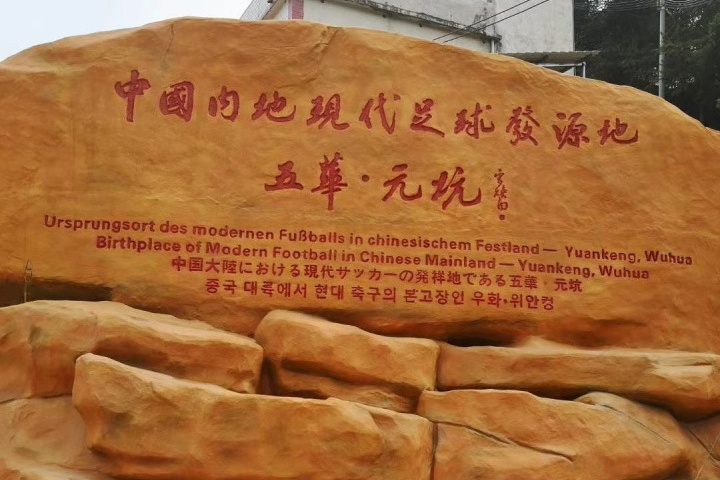 中國内地現代足球發源地
五華·元坑
Ursprungsort des modernen Fußballs in chinesischem Festland — Yuankeng, Wuhua
Birthplace of Modern Football in Chinese Mainland — Yuankeng, Wuhua
中国大陸における現代サッカーの発祥地である五華·元坑
중국 대륙에서 현대 축구의 본고장인 우화·위안컹